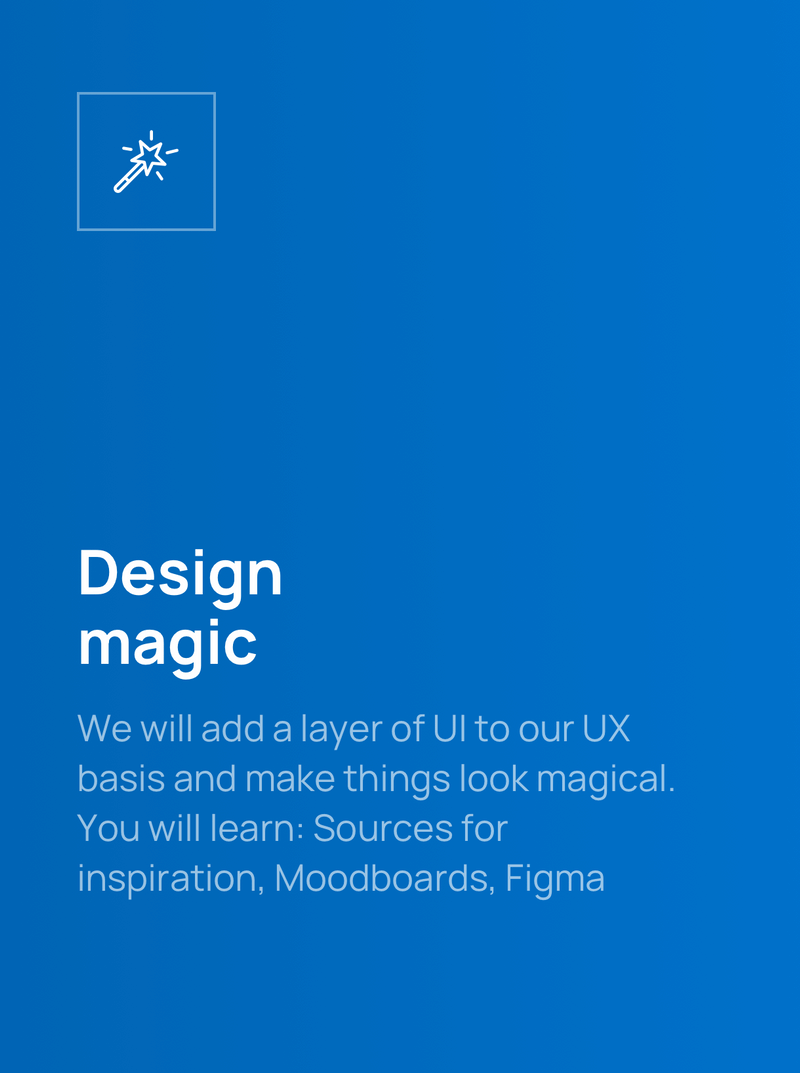 Design
magic
We will add a layer of UI to our UX
basis and make things look magical.
You will learn: Sources for
inspiration, Moodboards, Figma